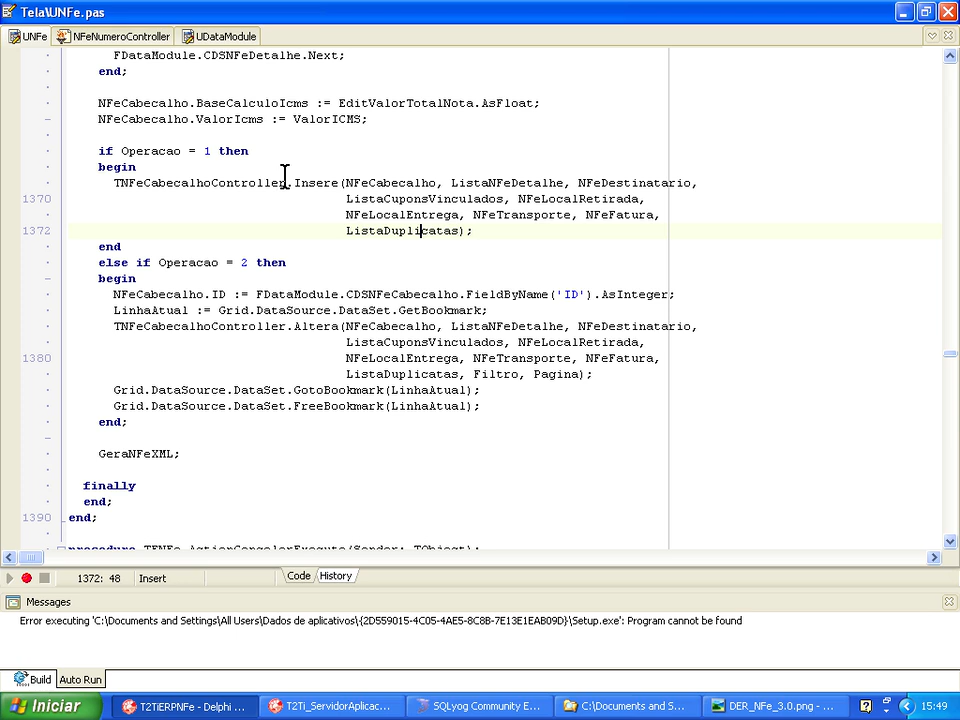 Tela\UNFe.pas
UNFe NFeNumeroController UDataModule
FDataModule.CDSNFeDetalhe.Next;
end;
NFeCabecalho.BaseCalculoIcms := EditValorTotalNota.AsFloat;
NFeCabecalho.ValorIcms := ValorICMS;
if Operacao = 1 then
begin
TNFeCabecalhoController.Insere(NFeCabecalho, ListaNFeDetalhe, NFeDestinatario,
1370 ListaCuponsVinculados, NFeLocalRetirada,
NFeLocalEntrega, NFeTransporte, NFeFatura,
1372 ListaDuplicatas);
end
else if Operacao = 2 then
begin
NFeCabecalho.ID := FDataModule.CDSNFeCabecalho.FieldByName('ID').AsInteger;
LinhaAtual := Grid.DataSource.DataSet.GetBookmark;
TNFeCabecalhoController.Altera(NFeCabecalho, ListaNFeDetalhe, NFeDestinatario,
ListaCuponsVinculados, NFeLocalRetirada,
1380 NFeLocalEntrega, NFeTransporte, NFeFatura,
ListaDuplicatas, Filtro, Pagina);
Grid.DataSource.DataSet.GotoBookmark(LinhaAtual);
Grid.DataSource.DataSet.FreeBookmark(LinhaAtual);
end;
GeraNFeXML;
finally
end;
1390 end;
procedure TFNFe.ActionCancelarExecute(Sender: TObject);
1372: 48 Insert Code History
Messages
Error executing 'C:\Documents and Settings\All Users\Dados de aplicativos\{2D559015-4C05-4AE5-8C8B-7E13E1EAB09D}\Setup.exe': Program cannot be found
Build Auto Run
Iniciar T2TiERPNFe - Delphi ... T2Ti_ServidorAplicac... SQLyog Community E... C:\Documents and S... DER_NFe_3.0.png - ... 15:49